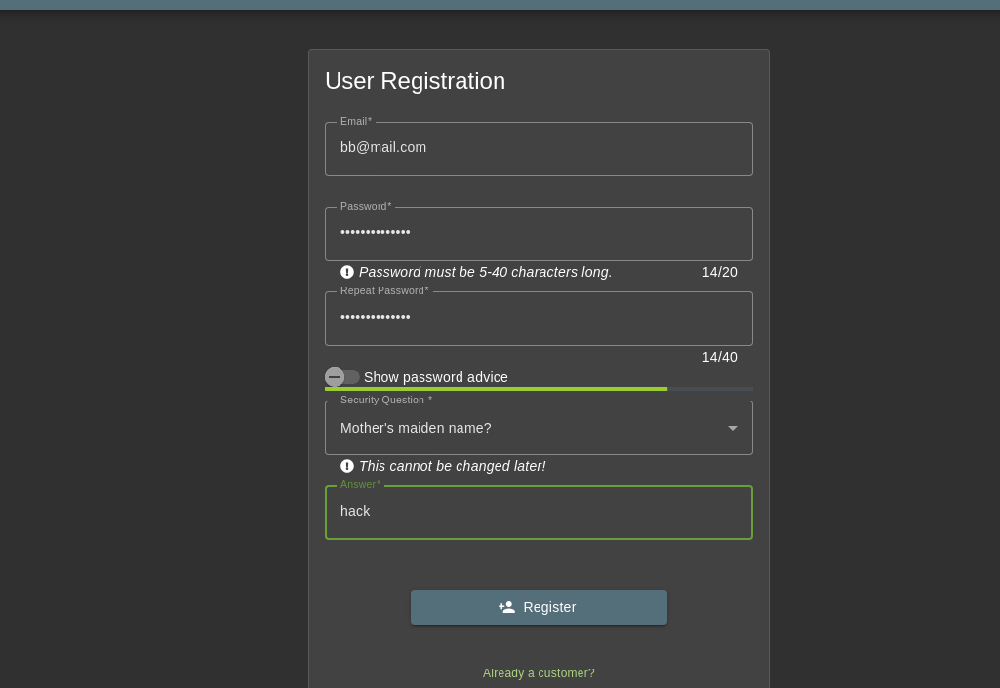 User Registration
Email*
bb@mail.com
Password*
••••••••••••••
Password must be 5-40 characters long. 14/20
Repeat Password*
••••••••••••••
14/40
Show password advice
Security Question *
Mother's maiden name?
This cannot be changed later!
Answer*
hack
Register
Already a customer?